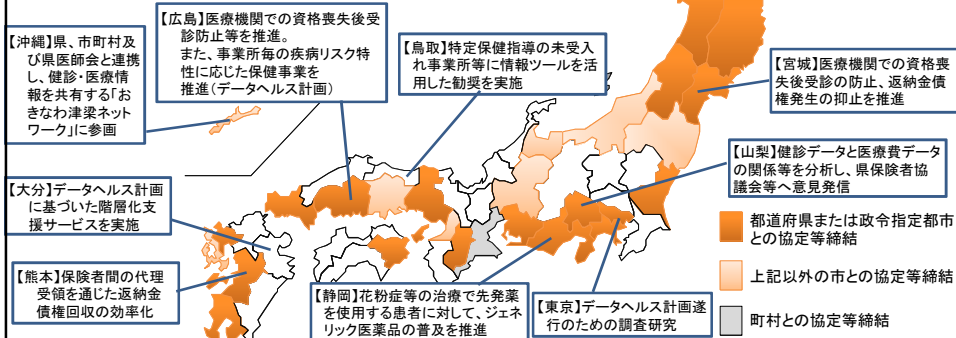 【沖縄】県、市町村及
び県医師会と連携
し、健診・医療情
報を共有する「お
きなわ津梁ネット
ワーク」に参画
【広島】医療機関での資格喪失後受
診防止等を推進。
また、事業所毎の疾病リスク特
性に応じた保健事業を
推進（データヘルス計画）
【鳥取】特定保健指導の未受入
れ事業所等に情報ツールを活
用した勧奨を実施
【宮城】医療機関での資格喪
失後受診の防止、返納金債
権発生の抑止を推進
【大分】データヘルス計画
に基づいた階層化支
援サービスを実施
【山梨】健診データと医療費データ
の関係等を分析し、県保険者協
議会等へ意見発信
【熊本】保険者間の代理
受領を通じた返納金
債権回収の効率化
【静岡】花粉症等の治療で先発薬
を使用する患者に対して、ジェネ
リック医薬品の普及を推進
【東京】データヘルス計画遂
行のための調査研究
都道府県または政令指定都市
との協定等締結
上記以外の市との協定等締結
町村との協定等締結